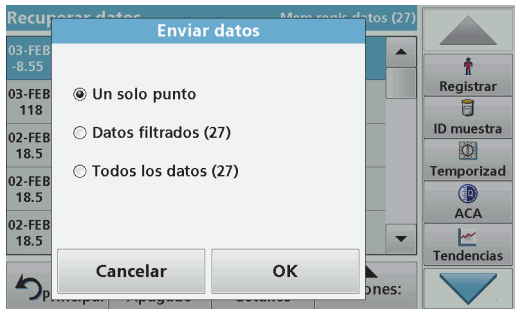 Recuperar datos
Mem regis datos (27)
Enviar datos
03-FEB
-8.55
03-FEB
118
02-FEB
18.5
02-FEB
18.5
02-FEB
18.5
Un solo punto
Datos filtrados (27)
Todos los datos (27)
Cancelar
OK
Registrar
ID muestra
Temporizad
ACA
Tendencias